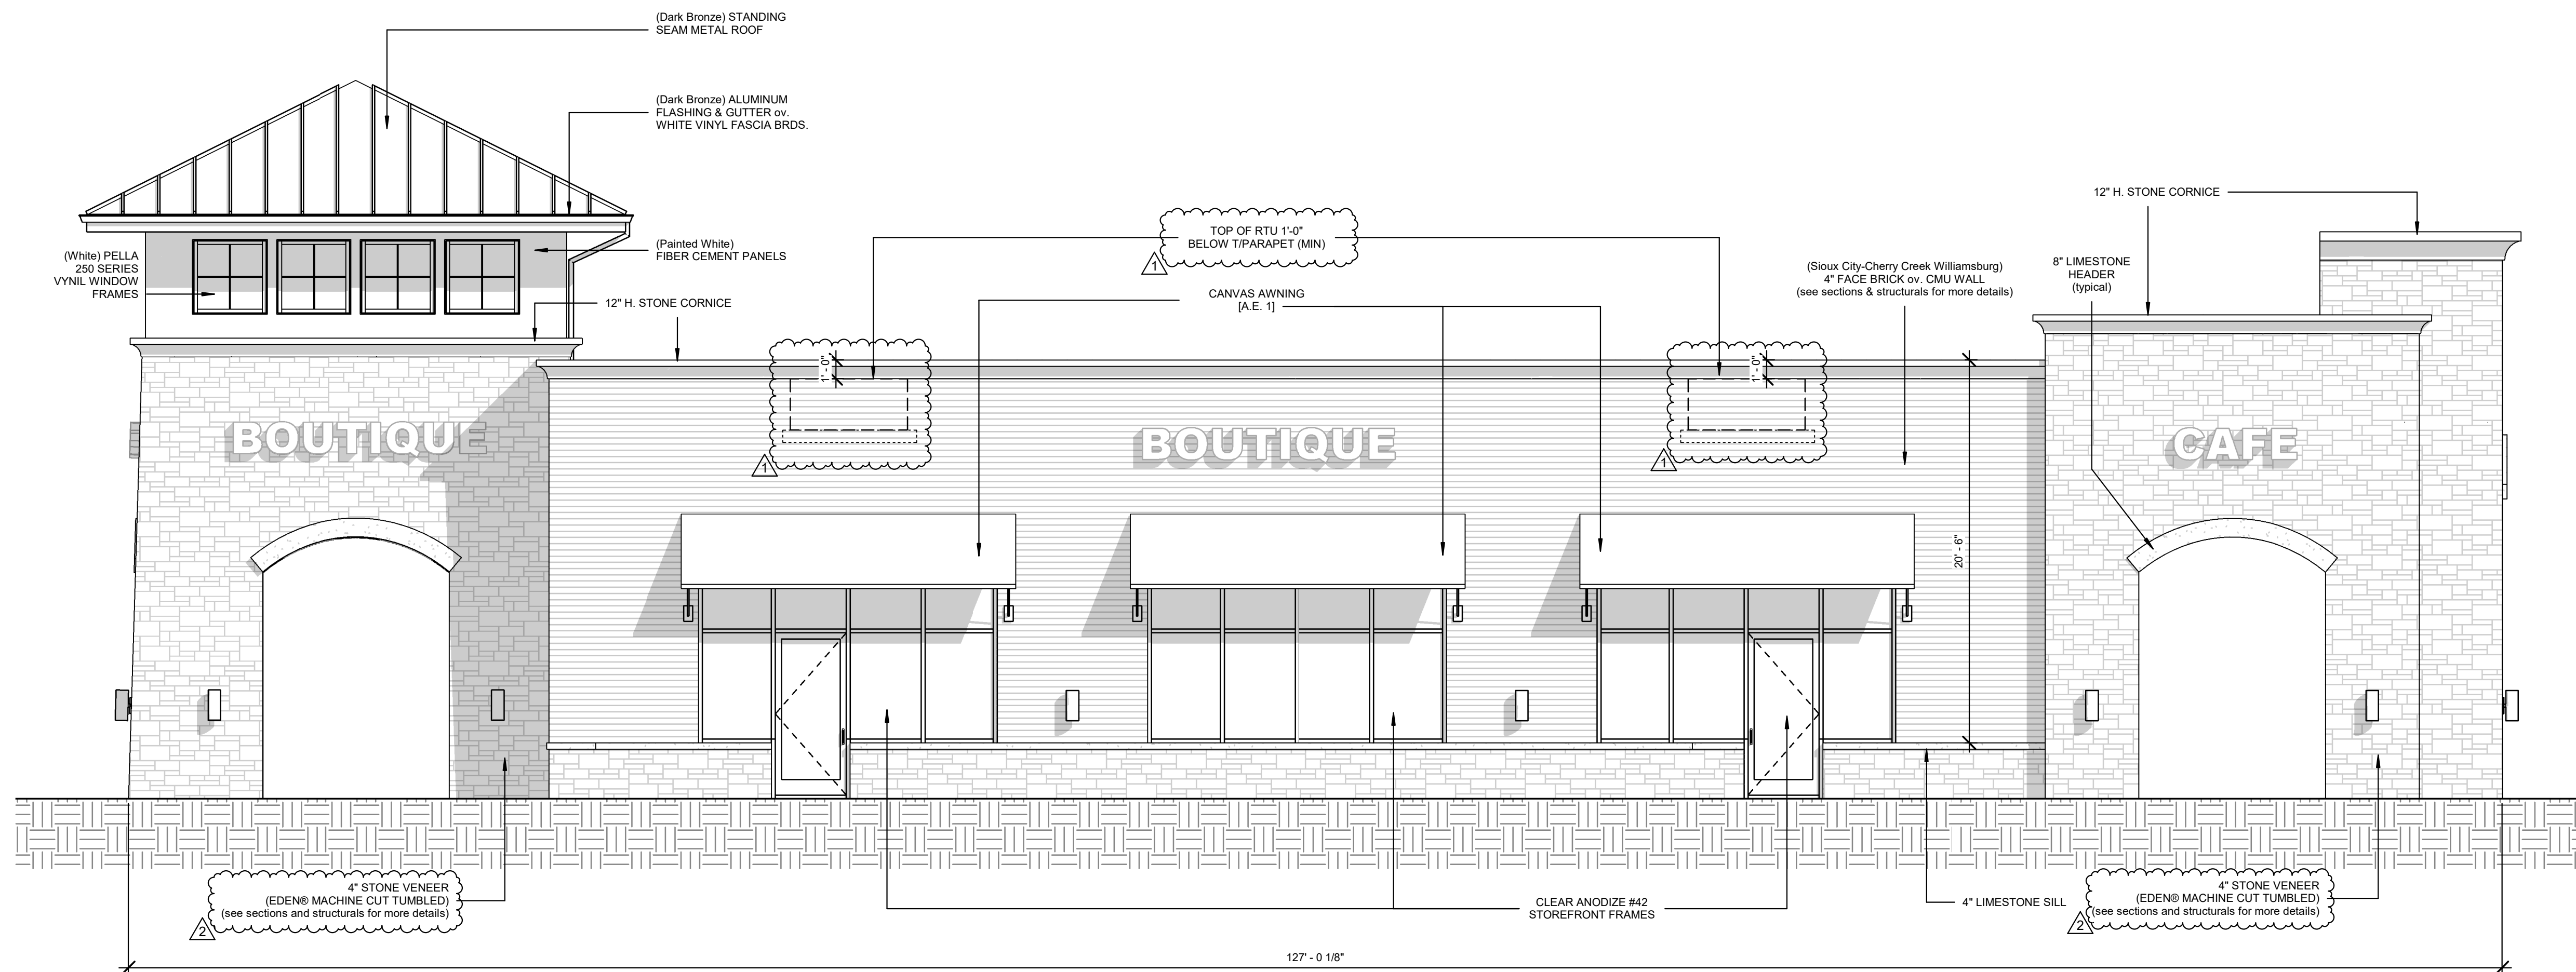 (Dark Bronze) STANDING
SEAM METAL ROOF
(Dark Bronze) ALUMINUM
FLASHING & GUTTER ov.
WHITE VINYL FASCIA BRDS.
(Painted White)
FIBER CEMENT PANELS
(White) PELLA
250 SERIES
VYNIL WINDOW
FRAMES
12" H. STONE CORNICE
TOP OF RTU 1'-0"
BELOW T/PARAPET (MIN)
1
CANVAS AWNING
[A.E. 1]
(Sioux City-Cherry Creek Williamsburg)
4" FACE BRICK ov. CMU WALL
(see sections & structurals for more details)
12" H. STONE CORNICE
8" LIMESTONE
HEADER
(typical)
1' - 0"
1' - 0"
BOUTIQUE
BOUTIQUE
CAFE
1
1
20' - 6"
4" STONE VENEER
(EDEN® MACHINE CUT TUMBLED)
(see sections and structurals for more details)
2
CLEAR ANODIZE #42
STOREFRONT FRAMES
4" LIMESTONE SILL
4" STONE VENEER
(EDEN® MACHINE CUT TUMBLED)
(see sections and structurals for more details)
2
127' - 0 1/8"